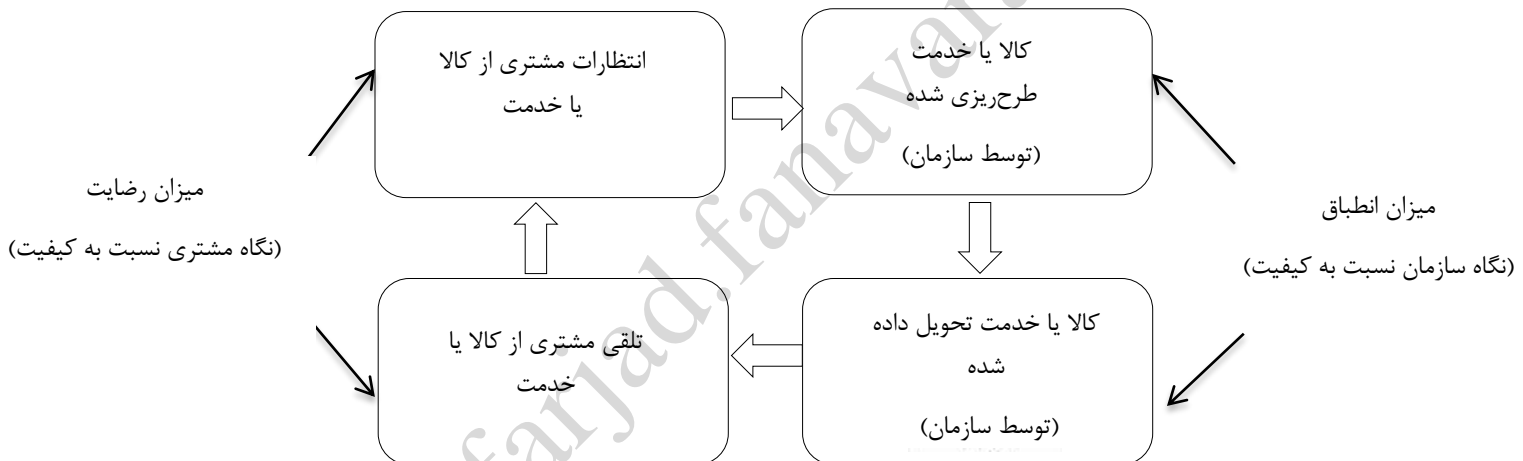 کالا یا خدمت
طرح‌ریزی شده
(توسط سازمان)
انتظارات مشتری از کالا
یا خدمت
میزان انطباق
(نگاه سازمان نسبت به کیفیت)
میزان رضایت
(نگاه مشتری نسبت به کیفیت)
کالا یا خدمت تحویل داده
شده
(توسط سازمان)
تلقی مشتری از کالا یا
خدمت
farjad.fanavar